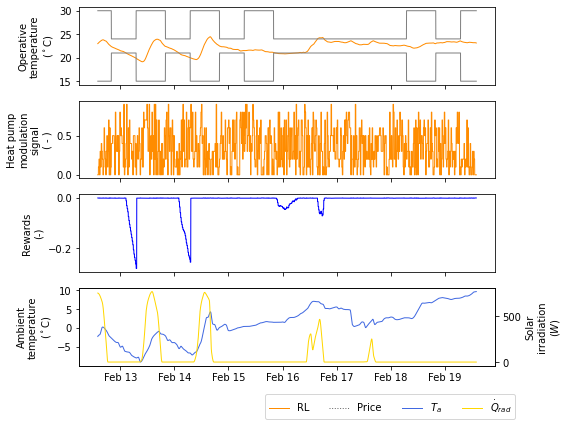 Operative
temperature
(°C)
30
25
20
15
Heat pump
modulation
signal
( - )
0.5
0.0
Rewards
(-)
0.0
−0.2
Ambient
temperature
(°C)
10
5
0
−5
500
0
Solar
irradiation
(W)
Feb 13 Feb 14 Feb 15 Feb 16 Feb 17 Feb 18 Feb 19
RL Price Tₐ Q̇rad